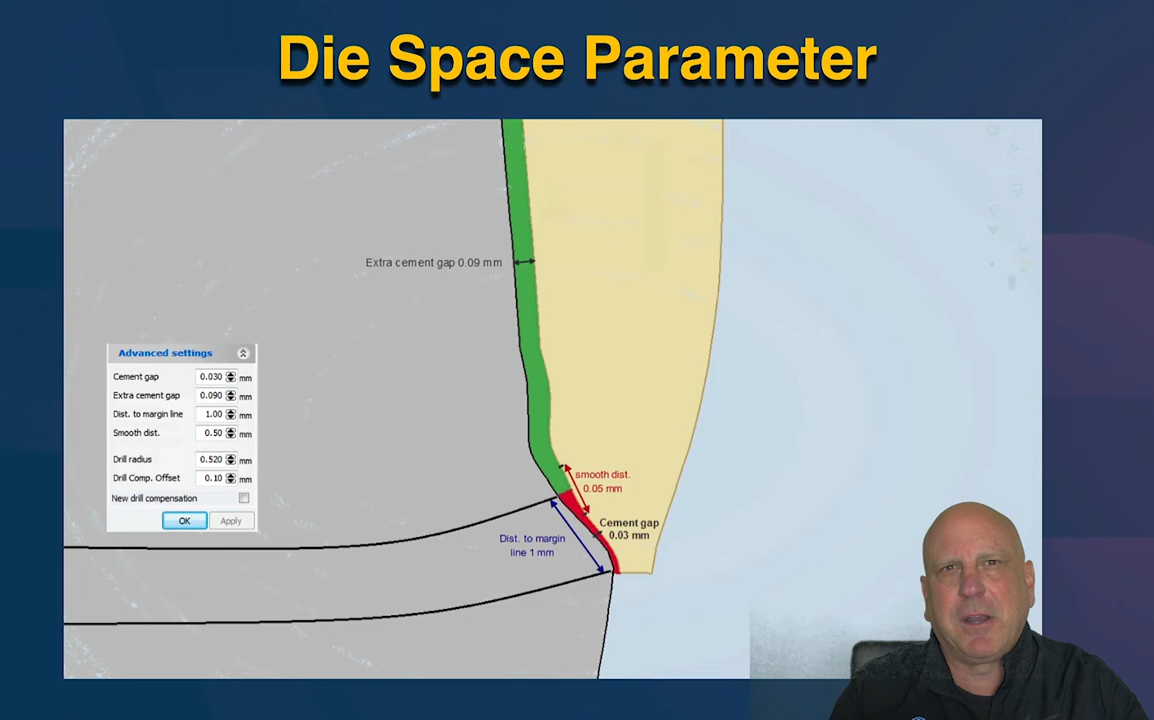 Die Space Parameter
Extra cement gap 0.09 mm
Advanced settings
Cement gap 0.030 mm
Extra cement gap 0.090 mm
Dist. to margin line 1.00 mm
Smooth dist. 0.50 mm
Drill radius 0.520 mm
Drill Comp. Offset 0.10 mm
New drill compensation
OK Apply
smooth dist.
0.05 mm
Cement gap
0.03 mm
Dist. to margin
line 1 mm